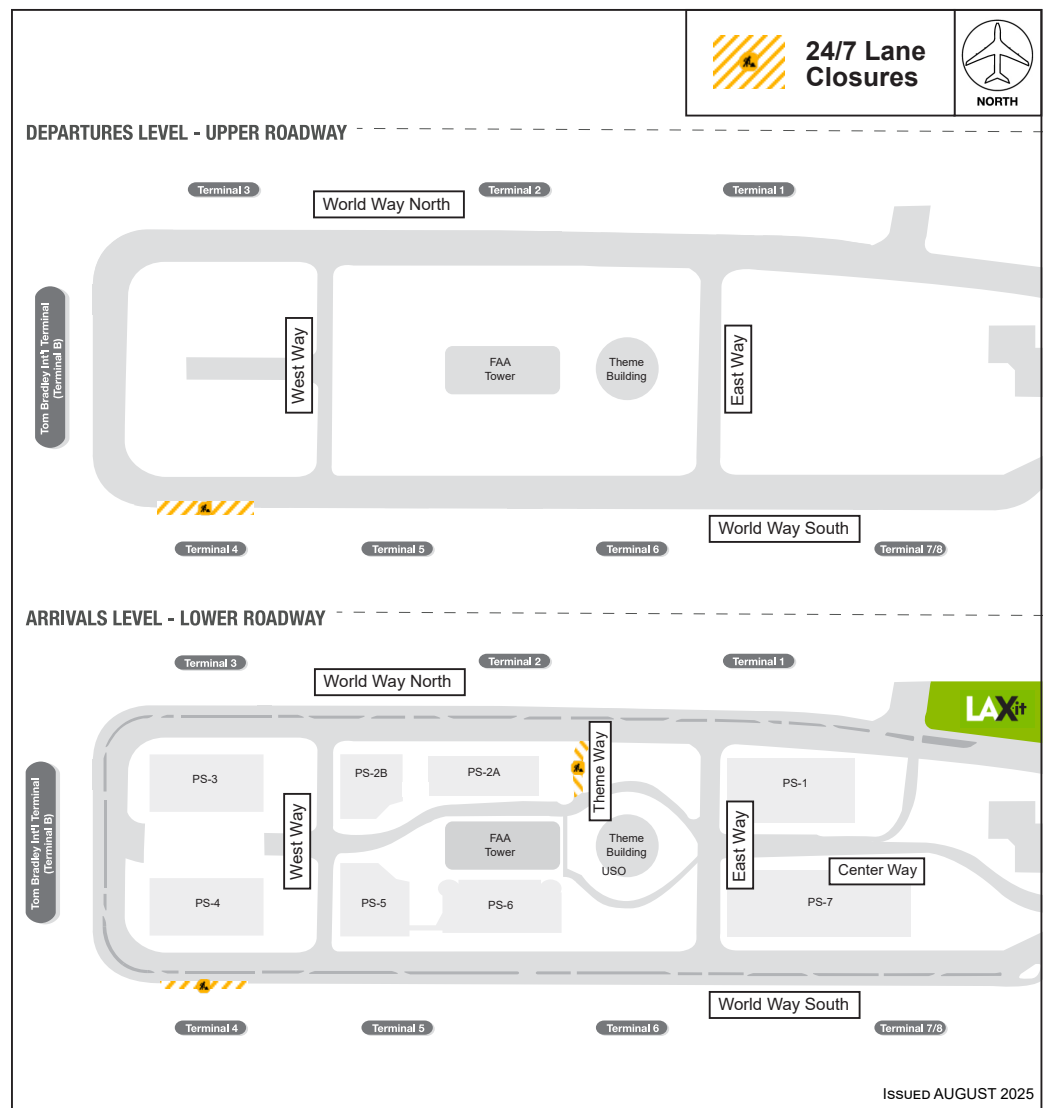 24/7 Lane
Closures
NORTH
DEPARTURES LEVEL - UPPER ROADWAY
Terminal 3
Terminal 2
Terminal 1
World Way North
Tom Bradley Int'l Terminal
(Terminal B)
West Way
FAA
Tower
Theme
Building
East Way
World Way South
Terminal 4
Terminal 5
Terminal 6
Terminal 7/8
ARRIVALS LEVEL - LOWER ROADWAY
Terminal 3
Terminal 2
Terminal 1
World Way North
LAXit
Theme Way
PS-3
PS-2B
PS-2A
PS-1
Tom Bradley Int'l Terminal
(Terminal B)
West Way
FAA
Tower
Theme
Building
USO
East Way
Center Way
PS-4
PS-5
PS-6
PS-7
World Way South
Terminal 4
Terminal 5
Terminal 6
Terminal 7/8
ISSUED AUGUST 2025